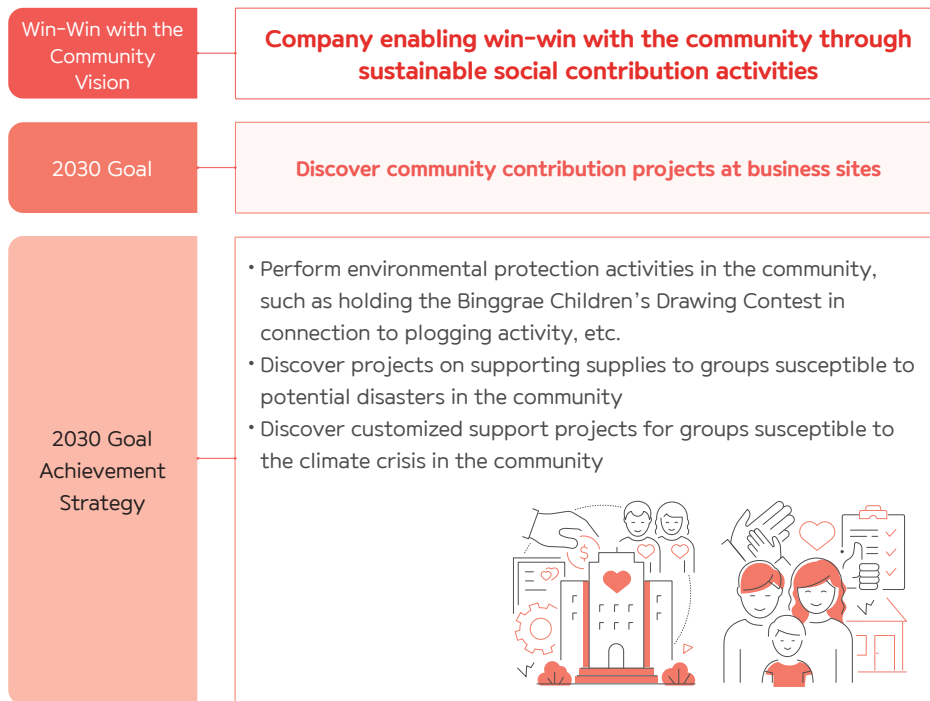 Win-Win with the
Community
Vision
Company enabling win-win with the community through
sustainable social contribution activities
2030 Goal
Discover community contribution projects at business sites
2030 Goal
Achievement
Strategy
• Perform environmental protection activities in the community,
such as holding the Binggrae Children's Drawing Contest in
connection to plogging activity, etc.
• Discover projects on supporting supplies to groups susceptible to
potential disasters in the community
• Discover customized support projects for groups susceptible to
the climate crisis in the community
$